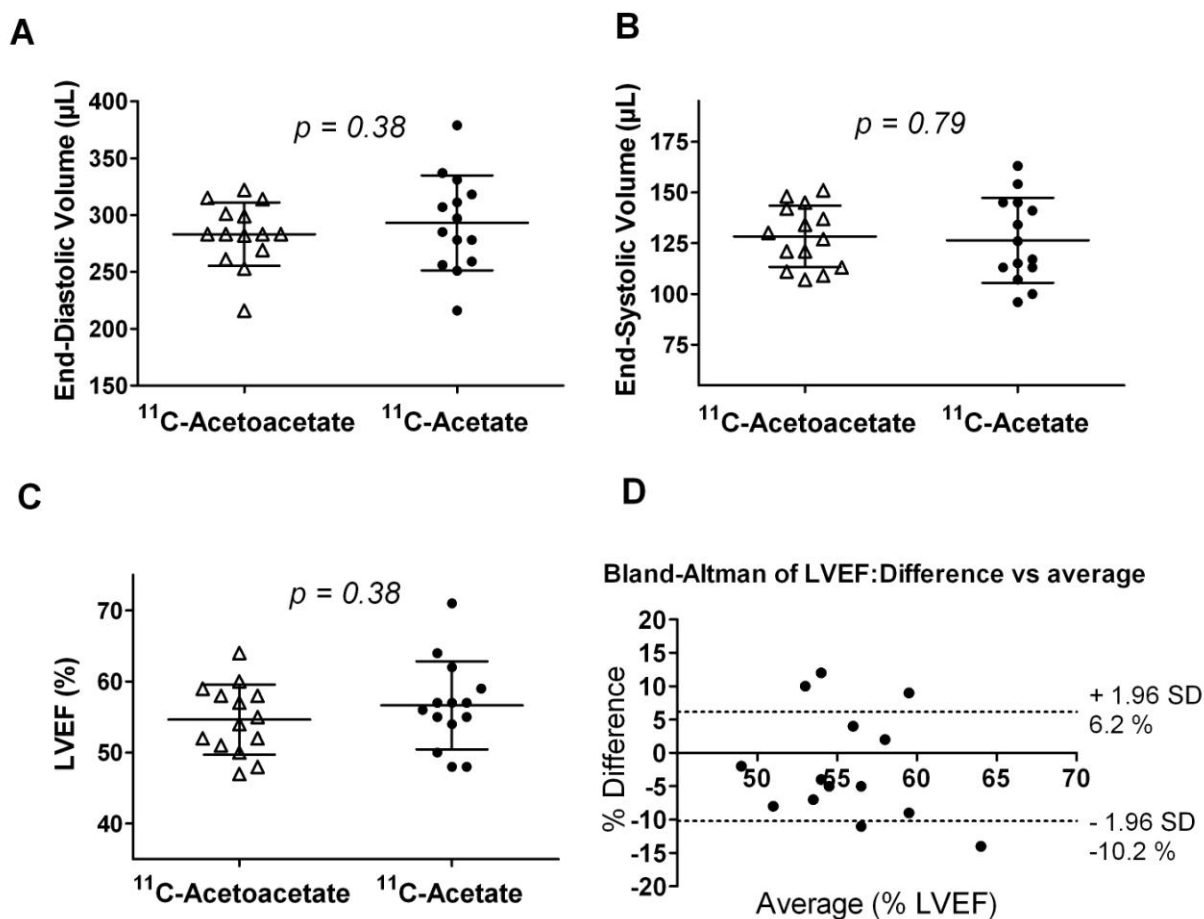 A
End-Diastolic Volume (µL)
400
350
300
250
200
150
p = 0.38
¹¹C-Acetoacetate
¹¹C-Acetate
B
End-Systolic Volume (µL)
175
150
125
100
75
p = 0.79
¹¹C-Acetoacetate
¹¹C-Acetate
C
LVEF (%)
70
60
50
40
p = 0.38
¹¹C-Acetoacetate
¹¹C-Acetate
D
Bland-Altman of LVEF:Difference vs average
% Difference
20
15
10
5
0
-5
-10
-15
-20
50 55 60 65 70
+ 1.96 SD
6.2 %
- 1.96 SD
-10.2 %
Average (% LVEF)